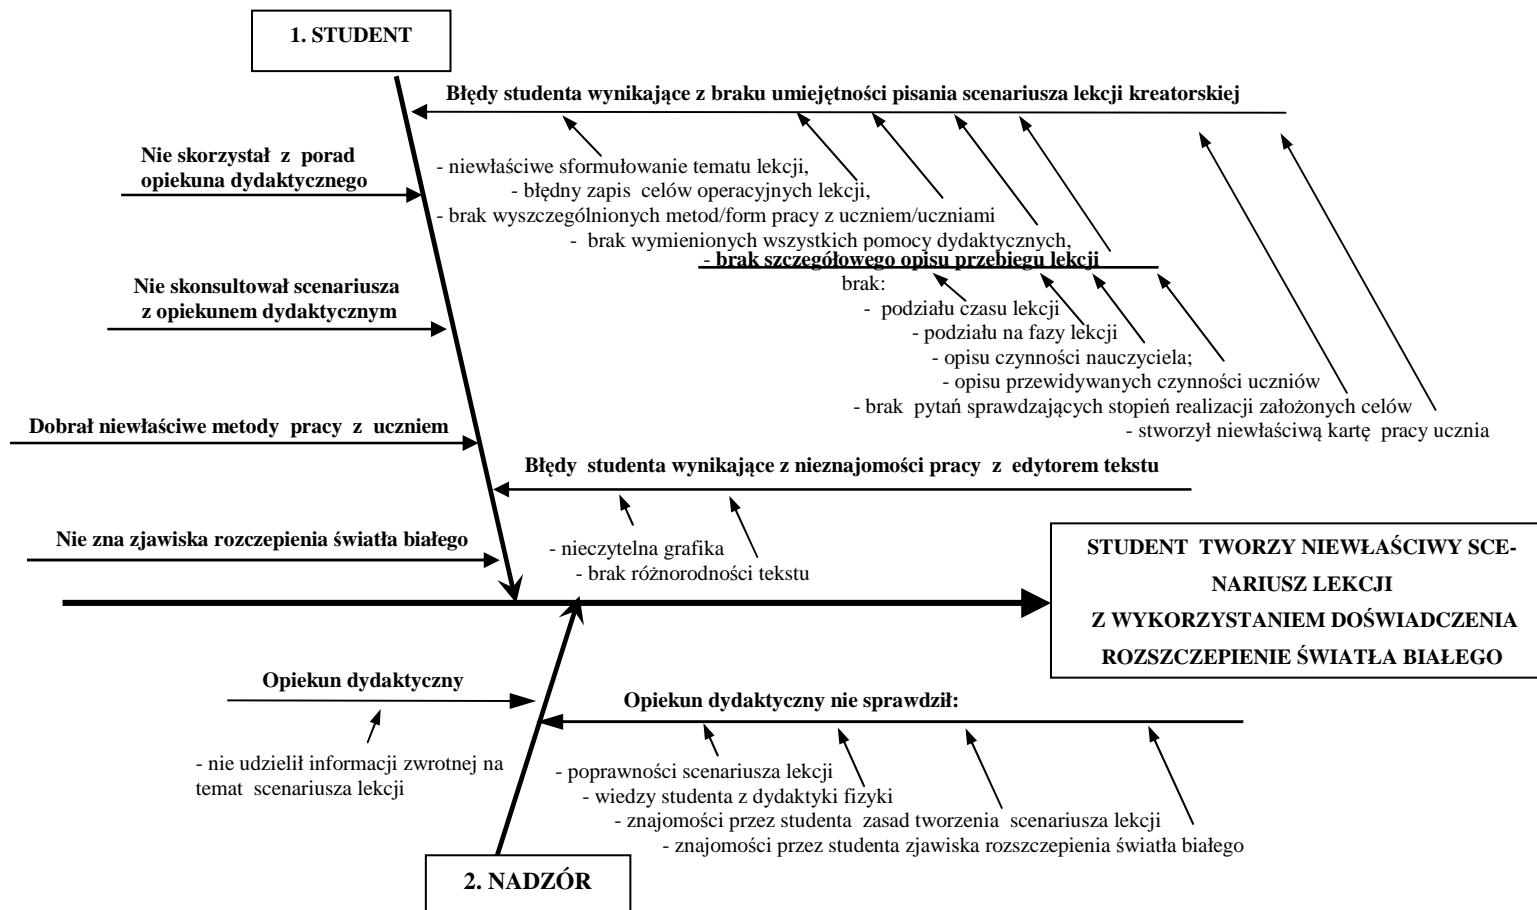 1. STUDENT
Błędy studenta wynikające z braku umiejętności pisania scenariusza lekcji kreatorskiej
Nie skorzystał z porad
opiekuna dydaktycznego
- niewłaściwe sformułowanie tematu lekcji,
- błędny zapis celów operacyjnych lekcji,
- brak wyszczególnionych metod/form pracy z uczniem/uczniami
- brak wymienionych wszystkich pomocy dydaktycznych,
- brak szczegółowego opisu przebiegu lekcji
brak:
- podziału czasu lekcji
- podziału na fazy lekcji
- opisu czynności nauczyciela;
- opisu przewidywanych czynności uczniów
- brak pytań sprawdzających stopień realizacji założonych celów
- stworzył niewłaściwą kartę pracy ucznia
Nie skonsultował scenariusza
z opiekunem dydaktycznym
Dobrał niewłaściwe metody pracy z uczniem
Błędy studenta wynikające z nieznajomości pracy z edytorem tekstu
- nieczytelna grafika
- brak różnorodności tekstu
Nie zna zjawiska rozczepienia światła białego
STUDENT TWORZY NIEWŁAŚCIWY SCE-
NARIUSZ LEKCJI
Z WYKORZYSTANIEM DOŚWIADCZENIA
ROZSZCZEPIENIE ŚWIATŁA BIAŁEGO
Opiekun dydaktyczny
- nie udzielił informacji zwrotnej na
temat scenariusza lekcji
Opiekun dydaktyczny nie sprawdził:
- poprawności scenariusza lekcji
- wiedzy studenta z dydaktyki fizyki
- znajomości przez studenta zasad tworzenia scenariusza lekcji
- znajomości przez studenta zjawiska rozszczepienia światła białego
2. NADZÓR